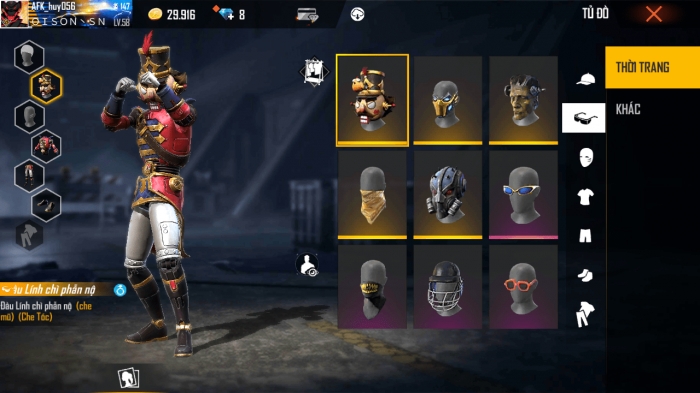 AFK_huy056
147
OISON SN
LV.58
29.916
8
TỦ ĐỒ
THỜI TRANG
KHÁC
Lính chì phẫn nộ
Đầu Lính chì phẫn nộ (che
mũ) (Che Tóc)